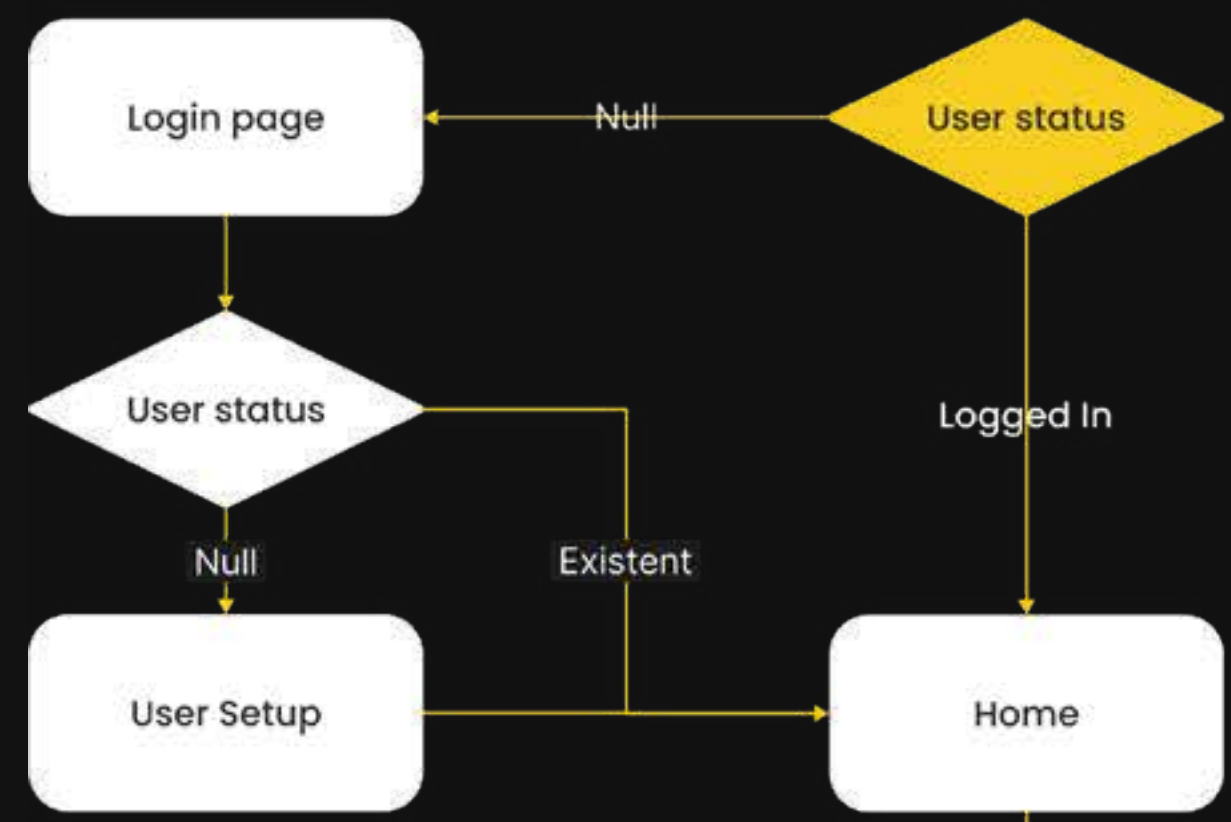 Login page
Null
User status
User status
Logged In
Null
Existent
User Setup
Home